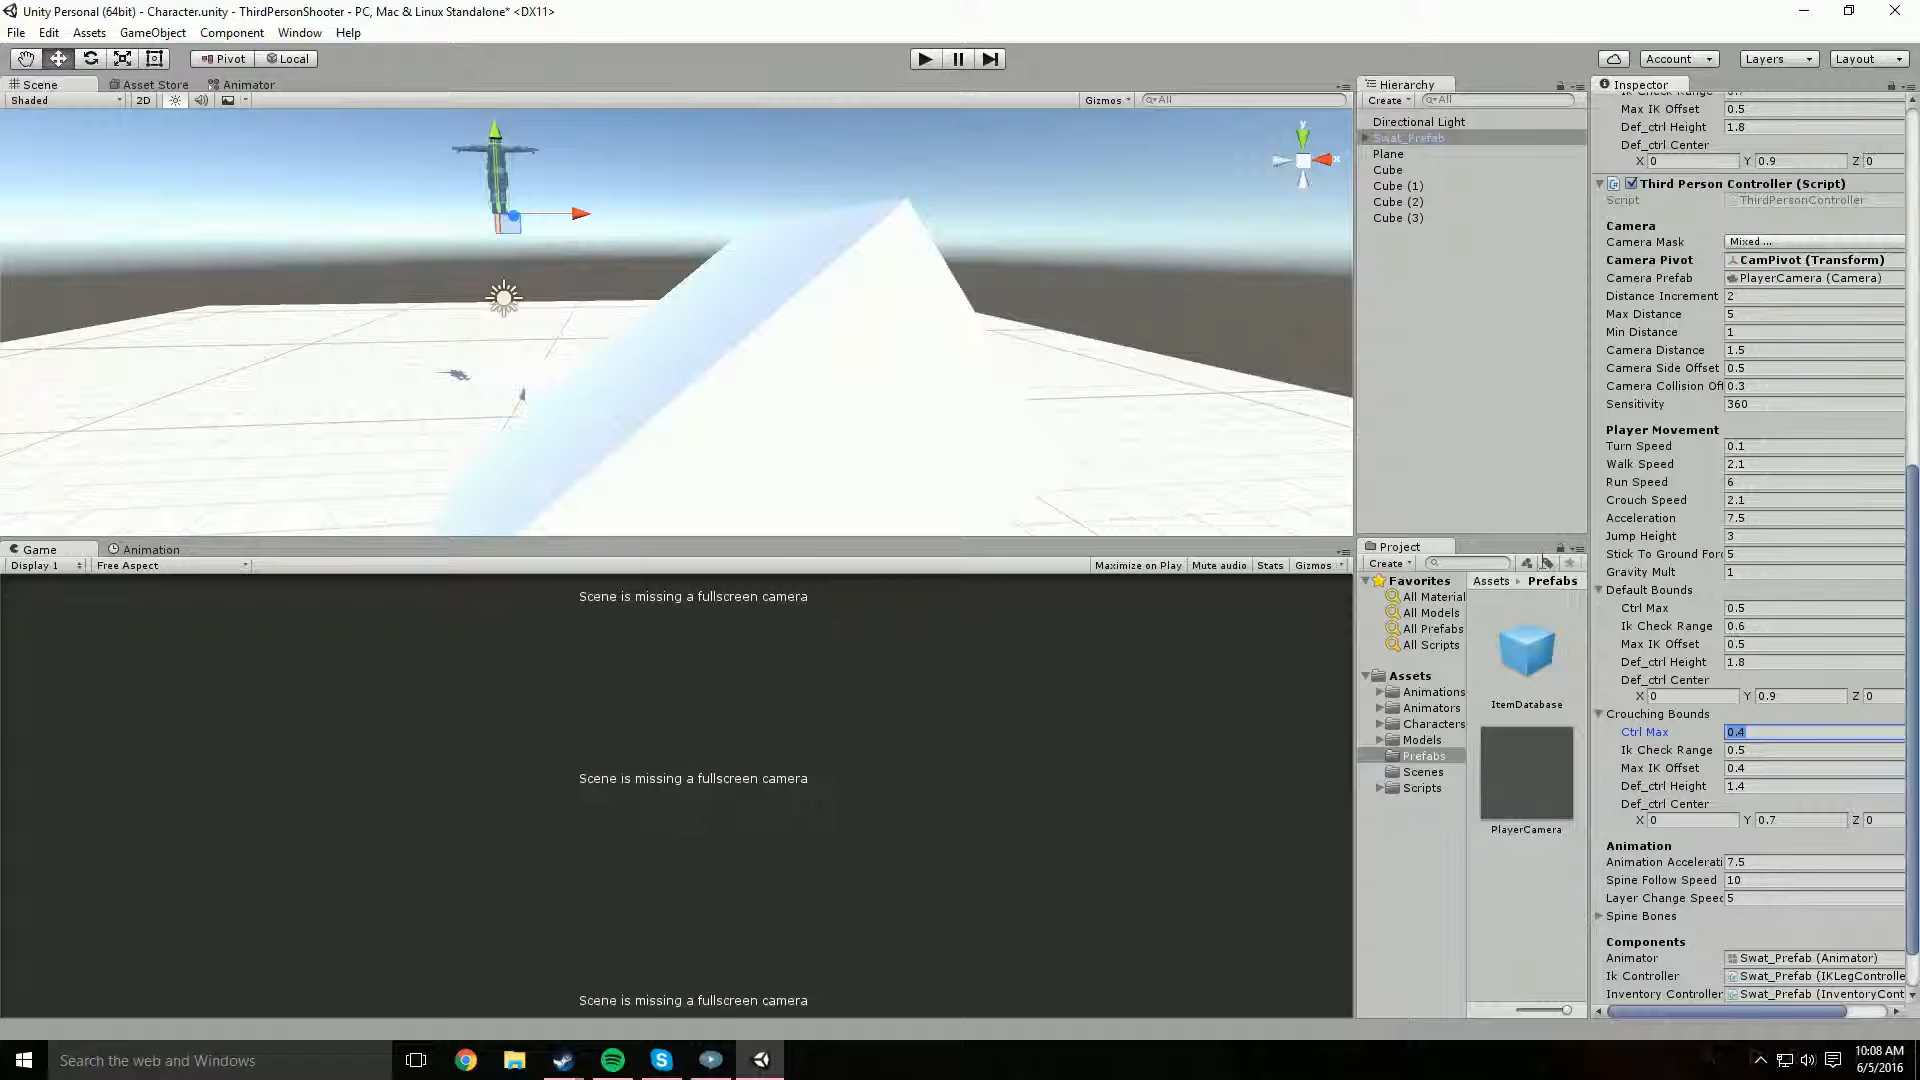 Unity Personal (64bit) - Character.unity - ThirdPersonShooter - PC, Mac & Linux Standalone* <DX11>
File Edit Assets GameObject Component Window Help
Pivot Local Account Layers Layout
Scene Asset Store Animator
Shaded 2D Gizmos All
y
x
Hierarchy
Create All
Directional Light
Swat_Prefab
Plane
Cube
Cube (1)
Cube (2)
Cube (3)
Inspector
Ik Check Range
Max IK Offset 0.5
Def_ctrl Height 1.8
Def_ctrl Center
X 0 Y 0.9 Z 0
Third Person Controller (Script)
Script ThirdPersonController
Camera
Camera Mask Mixed ...
Camera Pivot CamPivot (Transform)
Camera Prefab PlayerCamera (Camera)
Distance Increment 2
Max Distance 5
Min Distance 1
Camera Distance 1.5
Camera Side Offset 0.5
Camera Collision Off 0.3
Sensitivity 360
Player Movement
Turn Speed 0.1
Walk Speed 2.1
Run Speed 6
Crouch Speed 2.1
Acceleration 7.5
Jump Height 3
Stick To Ground Forc 5
Gravity Mult 1
Default Bounds
Ctrl Max 0.5
Ik Check Range 0.6
Max IK Offset 0.5
Def_ctrl Height 1.8
Def_ctrl Center
X 0 Y 0.9 Z 0
Crouching Bounds
Ctrl Max 0.4
Ik Check Range 0.5
Max IK Offset 0.4
Def_ctrl Height 1.4
Def_ctrl Center
X 0 Y 0.7 Z 0
Animation
Animation Accelerati 7.5
Spine Follow Speed 10
Layer Change Speed 5
Spine Bones
Components
Animator Swat_Prefab (Animator)
Ik Controller Swat_Prefab (IKLegControlle
Inventory Controller Swat_Prefab (InventoryCont
Game Animation
Display 1 Free Aspect Maximize on Play Mute audio Stats Gizmos
Scene is missing a fullscreen camera
Scene is missing a fullscreen camera
Scene is missing a fullscreen camera
Project
Create
Favorites
All Material
All Models
All Prefabs
All Scripts
Assets
Animations
Animators
Characters
Models
Prefabs
Scenes
Scripts
Assets Prefabs
ItemDatabase
PlayerCamera
Search the web and Windows
10:08 AM
6/5/2016